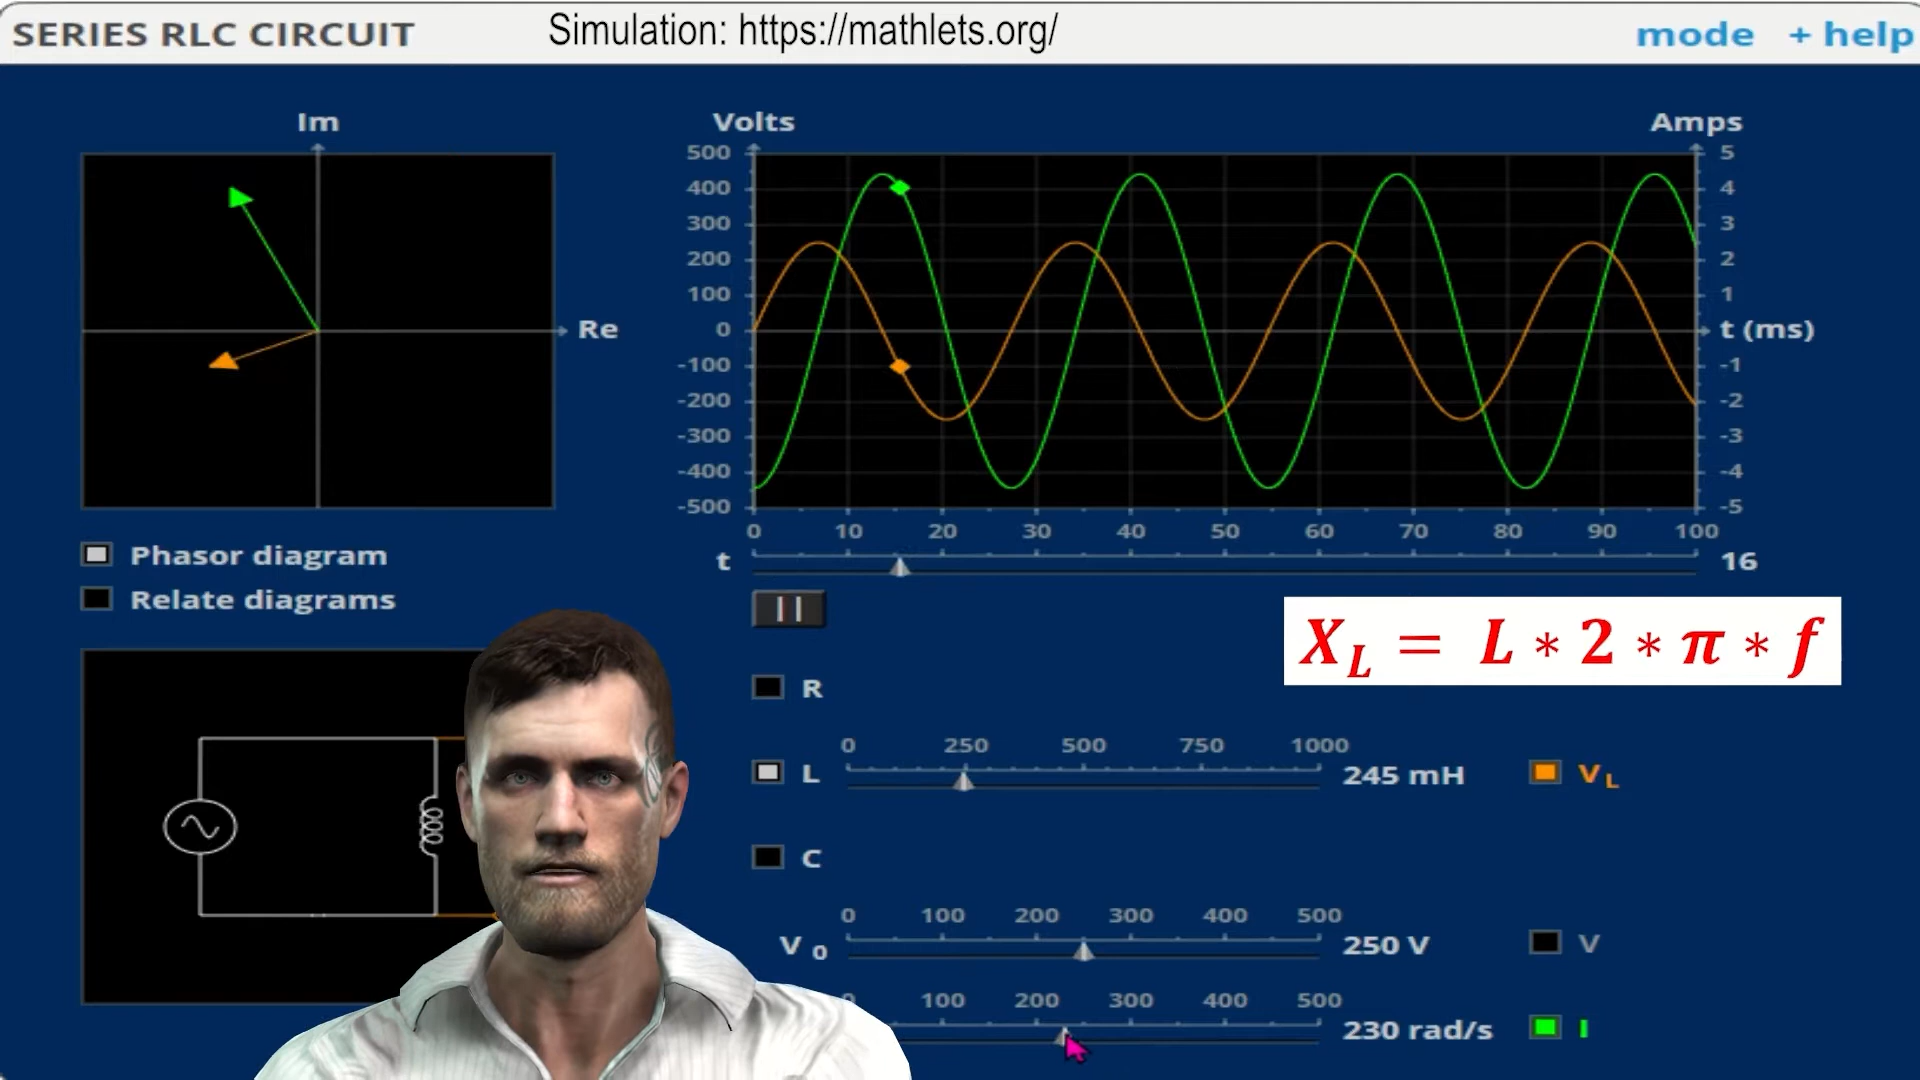 SERIES RLC CIRCUIT
Simulation: https://mathlets.org/
mode + help
Im
Re
Phasor diagram
Relate diagrams
Volts
Amps
500
400
300
200
100
0
-100
-200
-300
-400
-500
5
4
3
2
1
t (ms)
-1
-2
-3
-4
-5
0 10 20 30 40 50 60 70 80 90 100
t 16
X_L = L * 2 * π * f
R
0 250 500 750 1000
L 245 mH V_L
C
0 100 200 300 400 500
V_0 250 V V
0 100 200 300 400 500
230 rad/s I